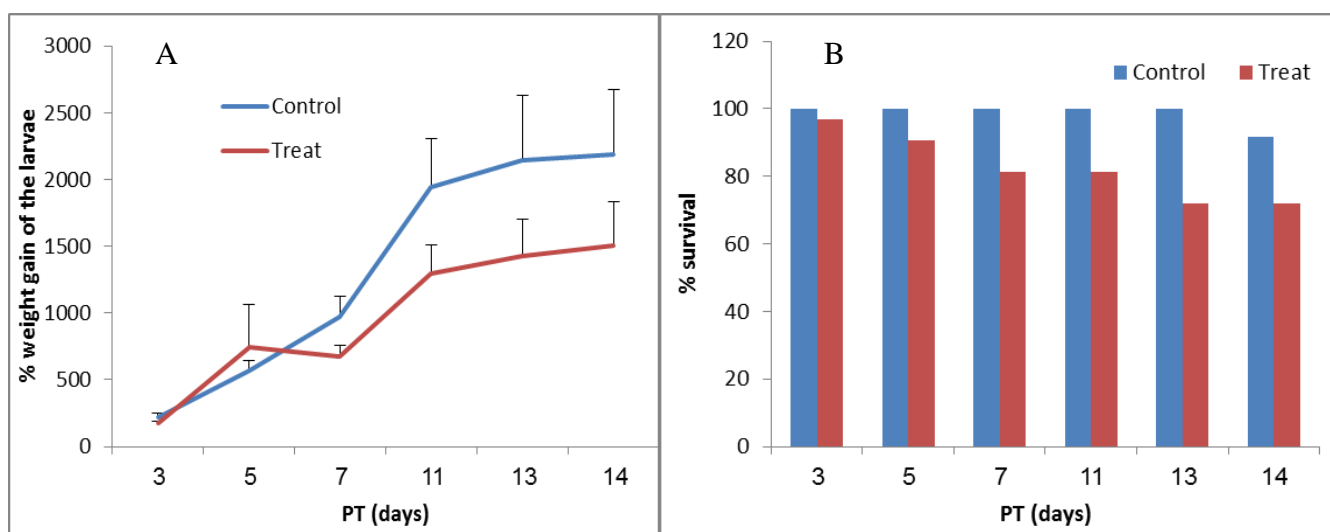 A
3000
2500
2000
1500
1000
500
0
% weight gain of the larvae
Control
Treat
3 5 7 11 13 14
PT (days)
B
120
100
80
60
40
20
0
% survival
Control Treat
3 5 7 11 13 14
PT (days)